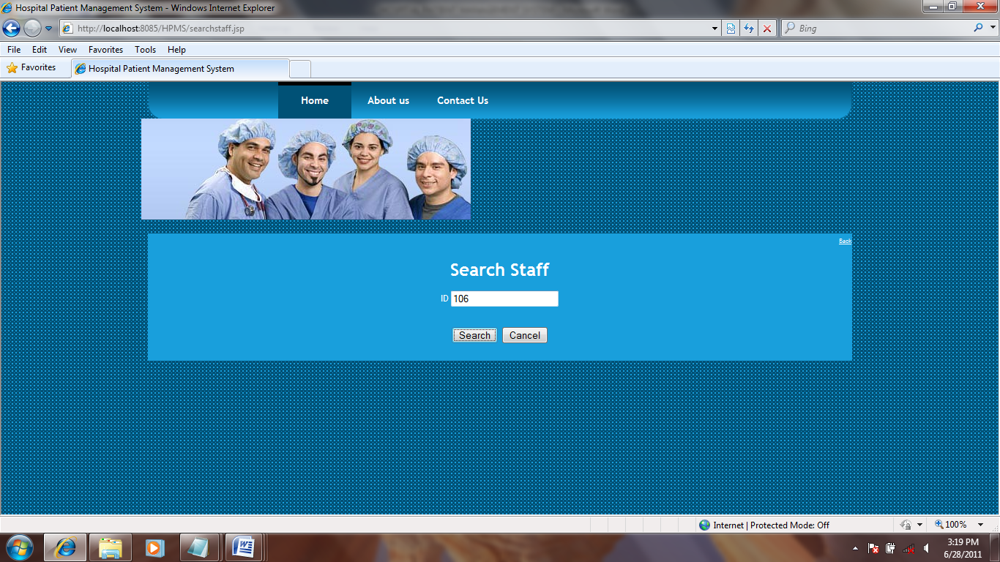 Hospital Patient Management System - Windows Internet Explorer
http://localhost:8085/HPMS/searchstaff.jsp
Bing
File Edit View Favorites Tools Help
Favorites
Hospital Patient Management System
Home About us Contact Us
Back
Search Staff
ID 106
Search Cancel
Internet | Protected Mode: Off
100%
3:19 PM
6/28/2011